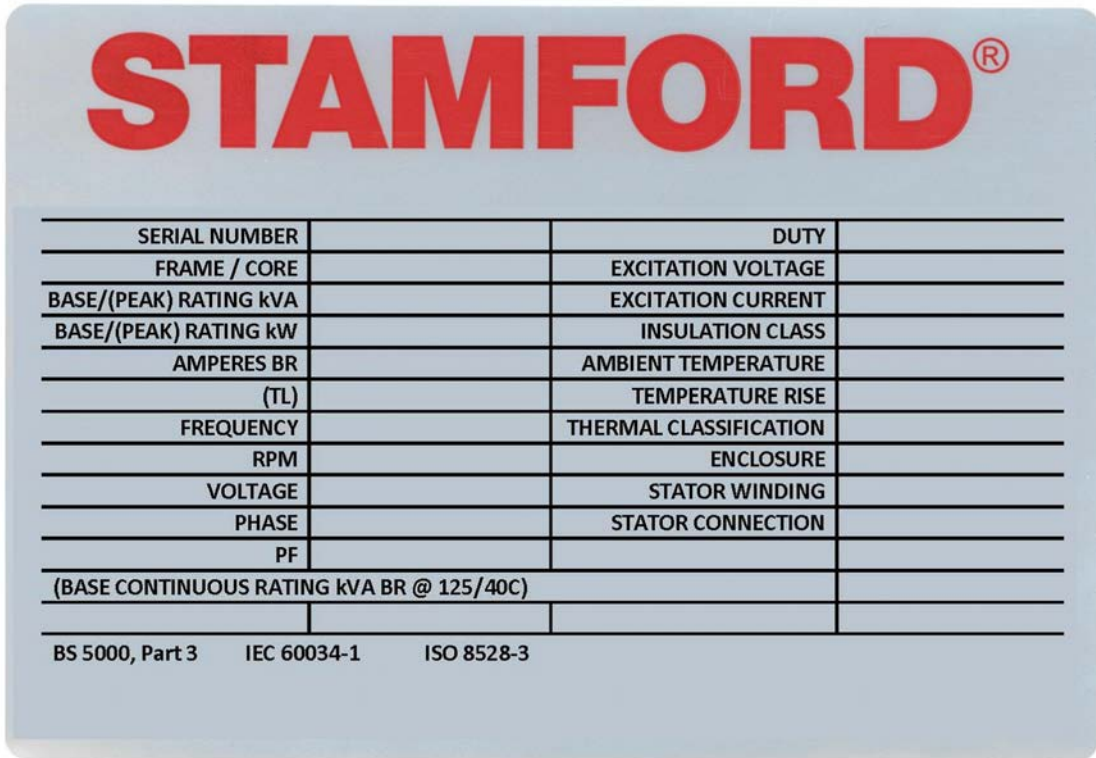 STAMFORD®
SERIAL NUMBER DUTY
FRAME / CORE EXCITATION VOLTAGE
BASE/(PEAK) RATING kVA EXCITATION CURRENT
BASE/(PEAK) RATING kW INSULATION CLASS
AMPERES BR AMBIENT TEMPERATURE
(TL) TEMPERATURE RISE
FREQUENCY THERMAL CLASSIFICATION
RPM ENCLOSURE
VOLTAGE STATOR WINDING
PHASE STATOR CONNECTION
PF
(BASE CONTINUOUS RATING kVA BR @ 125/40C)
BS 5000, Part 3 IEC 60034-1 ISO 8528-3